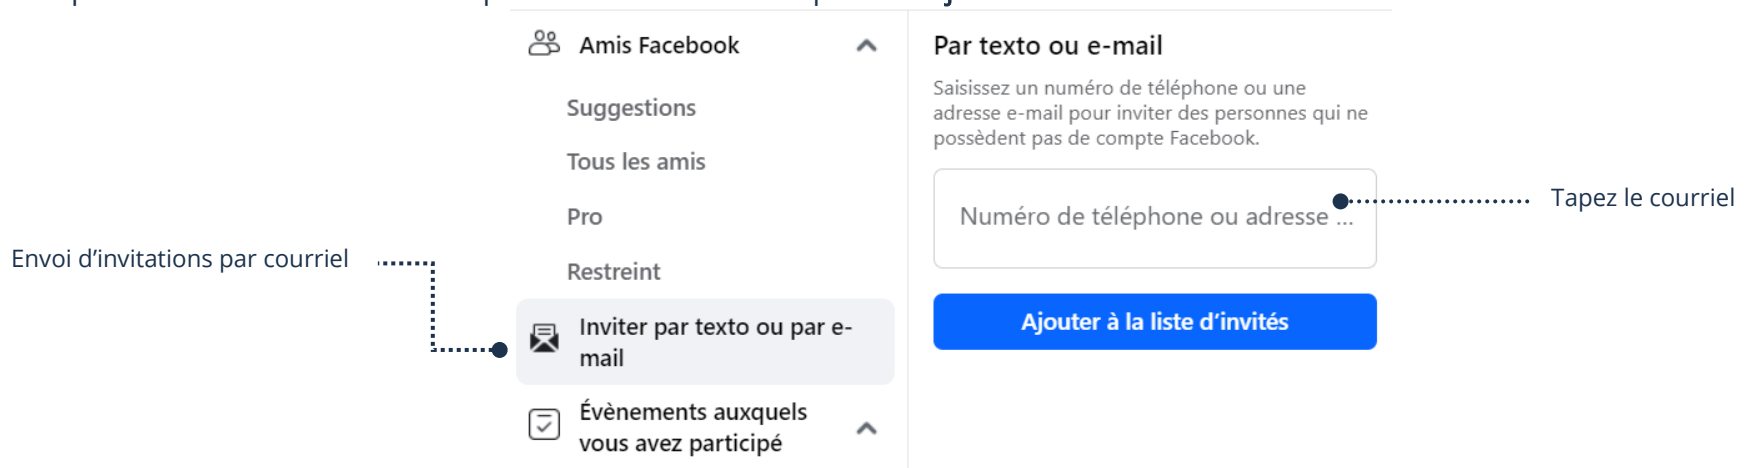 Amis Facebook
Suggestions
Tous les amis
Pro
Restreint
Envoi d’invitations par courriel
Inviter par texto ou par e-
mail
Évènements auxquels
vous avez participé
Par texto ou e-mail
Saisissez un numéro de téléphone ou une
adresse e-mail pour inviter des personnes qui ne
possèdent pas de compte Facebook.
Numéro de téléphone ou adresse ...
Tapez le courriel
Ajouter à la liste d’invités